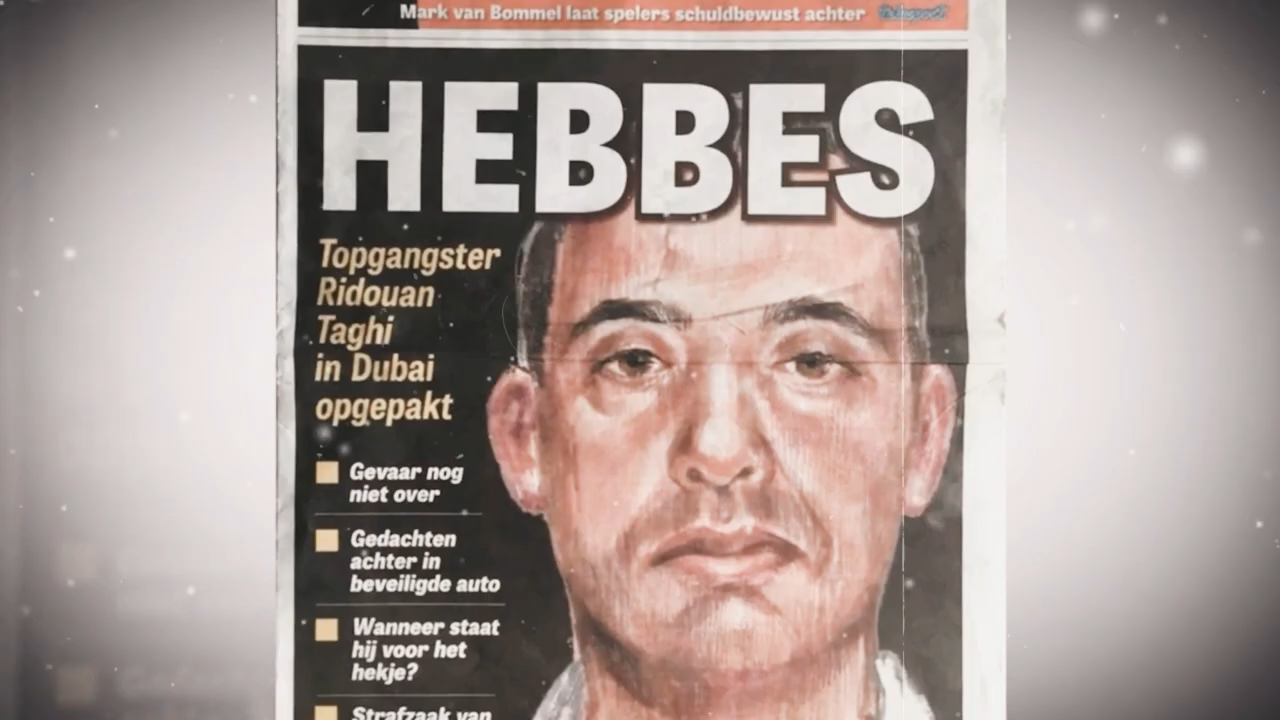 Mark van Bommel laat spelers schuldbewust achter
HEBBES
Topgangster
Ridouan
Taghi
in Dubai
opgepakt
Gevaar nog
niet over
Gedachten
achter in
beveiligde auto
Wanneer staat
hij voor het
hekje?
Strafzaak van